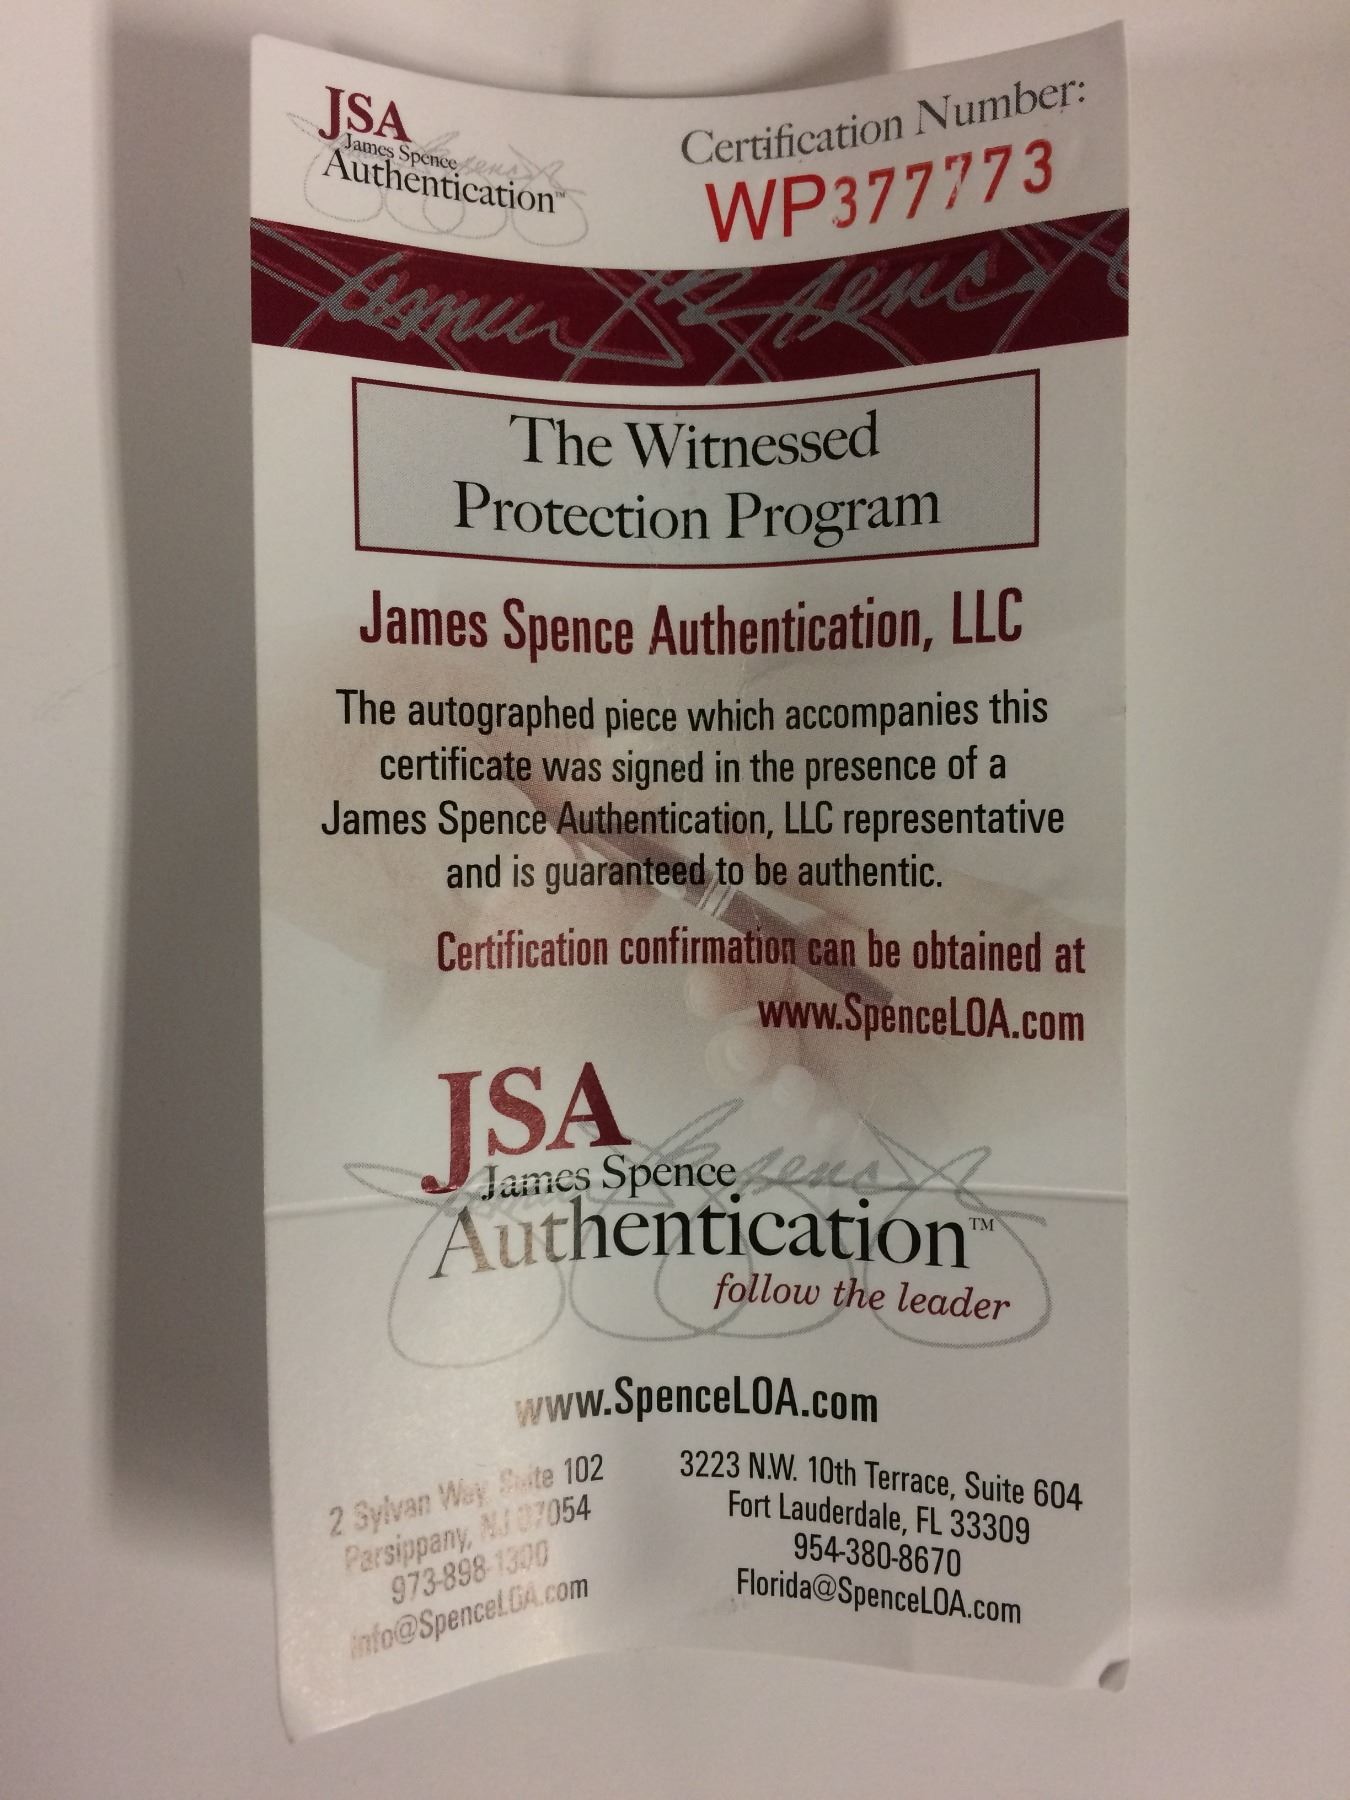 JSA
James Spence
Authentication™
Certification Number:
WP377773
James Spence
The Witnessed
Protection Program
James Spence Authentication, LLC
The autographed piece which accompanies this
certificate was signed in the presence of a
James Spence Authentication, LLC representative
and is guaranteed to be authentic.
Certification confirmation can be obtained at
www.SpenceLOA.com
JSA
James Spence
Authentication™
follow the leader
www.SpenceLOA.com
2 Sylvan Way, Suite 102
Parsippany, NJ 07054
973-898-1300
info@SpenceLOA.com
3223 N.W. 10th Terrace, Suite 604
Fort Lauderdale, FL 33309
954-380-8670
Florida@SpenceLOA.com